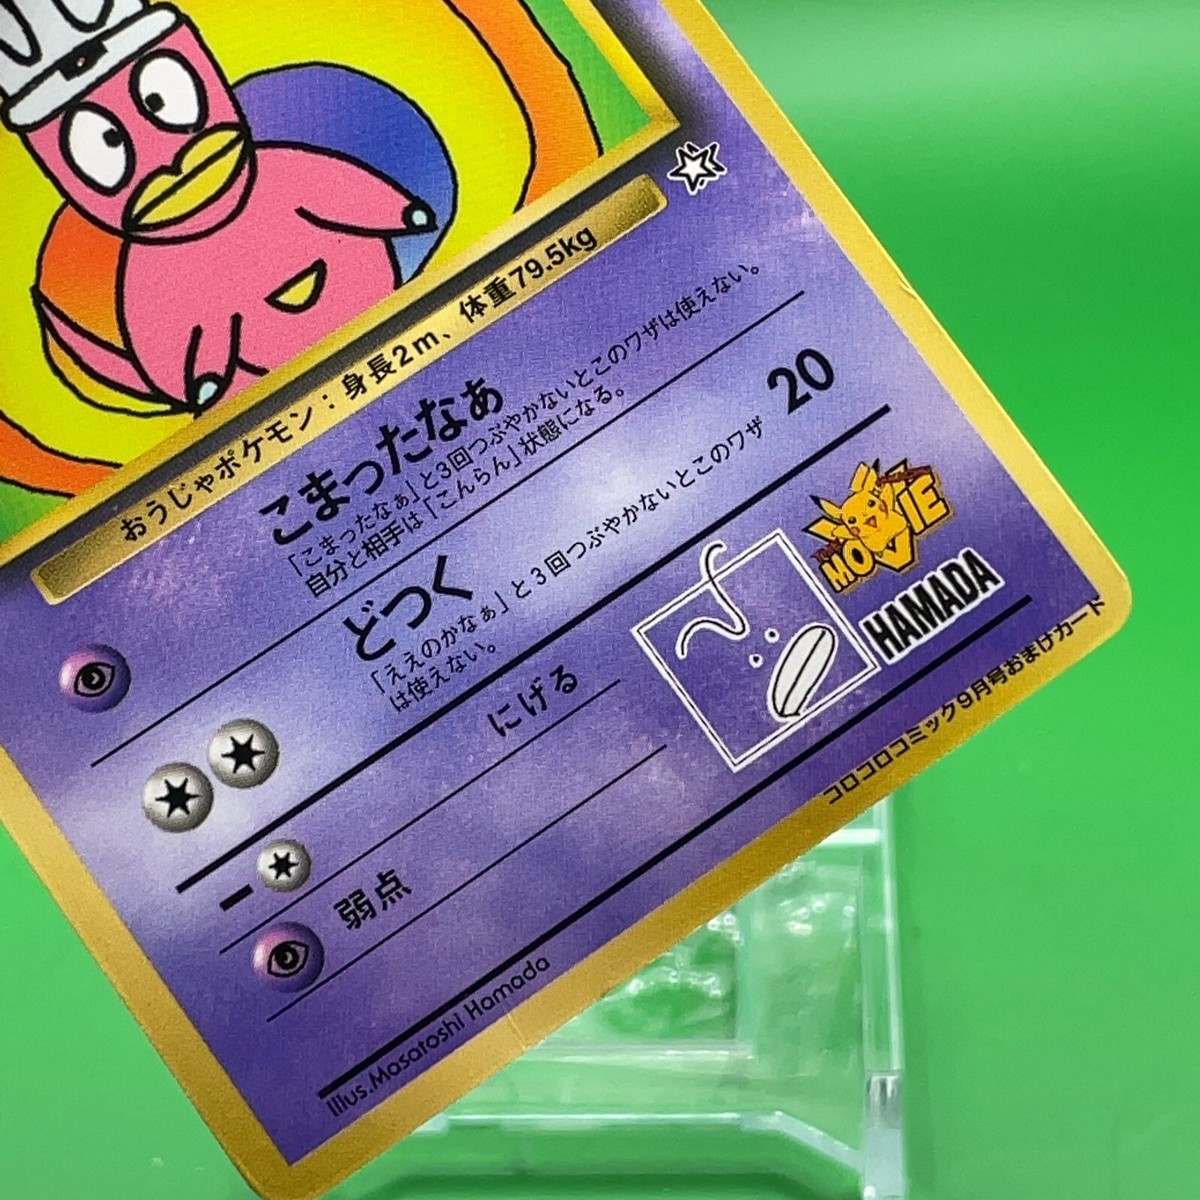 おうじゃポケモン：身長2m、体重79.5kg
こまったなぁ
「こまったなぁ」と3回つぶやかないとこのワザは使えない。
自分と相手は「こんらん」状態になる。
どつく 20
「ええのかなぁ」と3回つぶやかないとこのワザ
は使えない。
にげる
弱点
MOVIE
HAMADA
コロコロコミック9月号おまけカード
Illus.Masatoshi Hamada